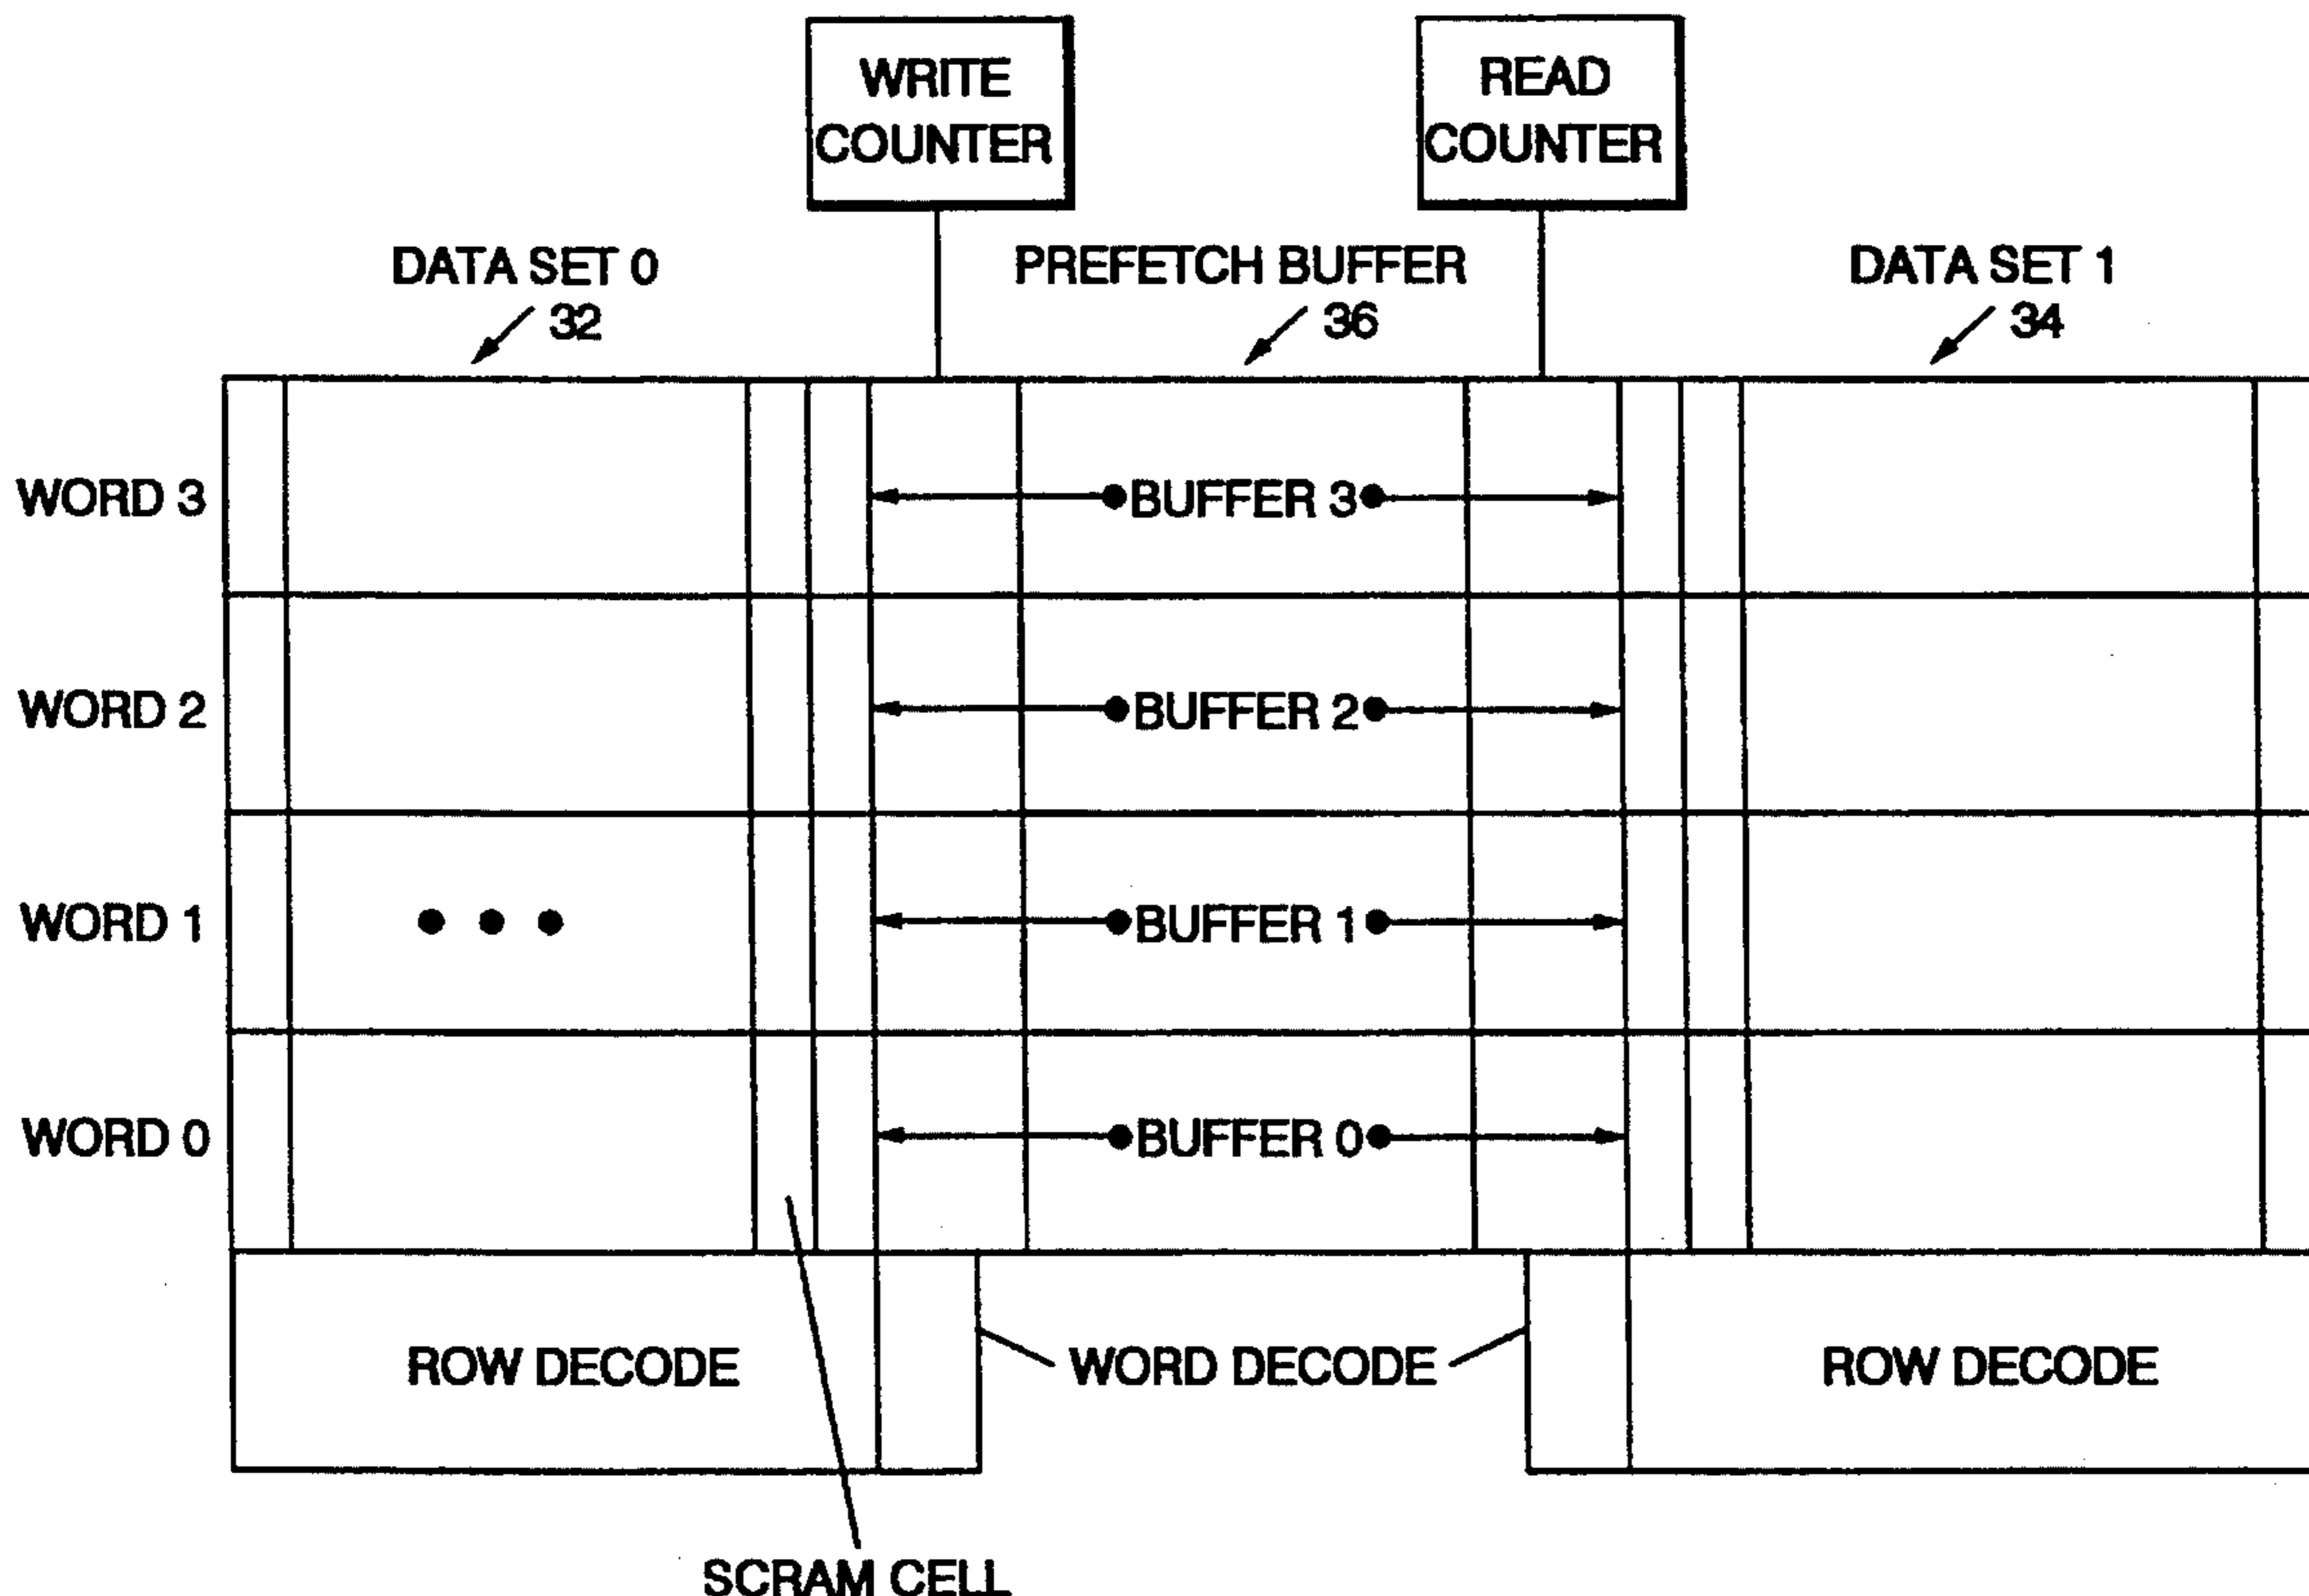 WRITE
COUNTER
READ
COUNTER
DATA SET 0
32
PREFETCH BUFFER
36
DATA SET 1
34
WORD 3
BUFFER 3
WORD 2
BUFFER 2
WORD 1
BUFFER 1
WORD 0
BUFFER 0
ROW DECODE
WORD DECODE
ROW DECODE
SCRAM CELL